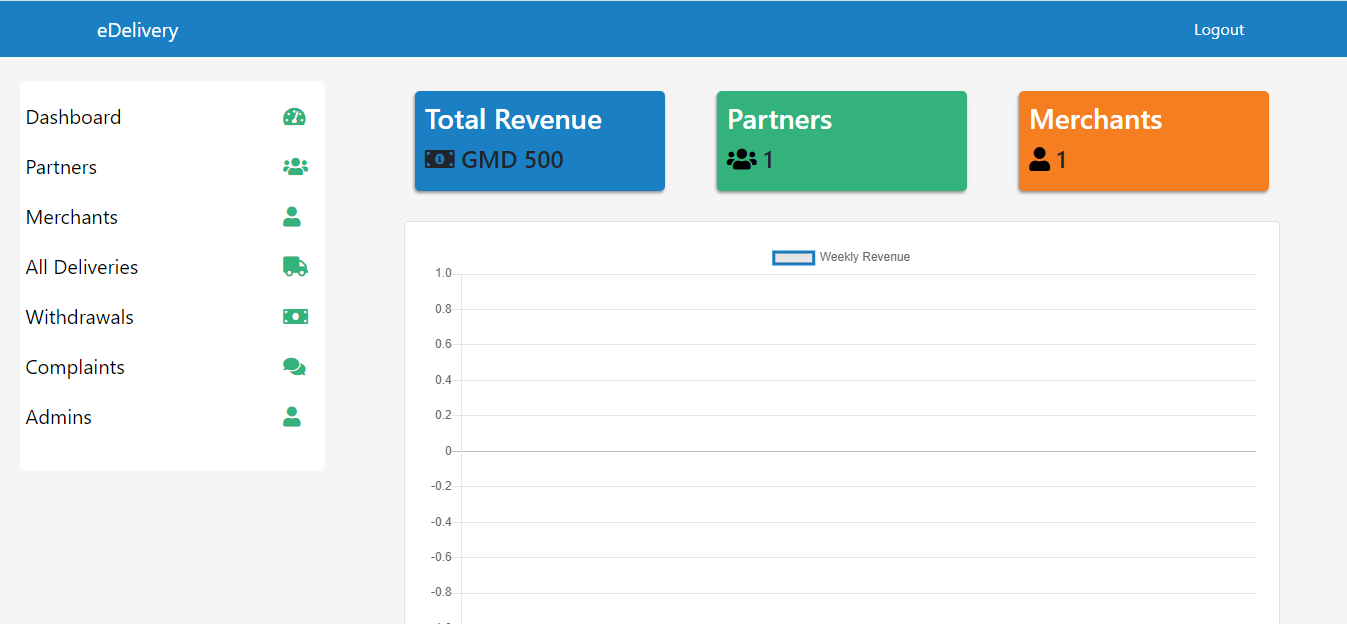 eDelivery
Logout
Dashboard
Partners
Merchants
All Deliveries
Withdrawals
Complaints
Admins
Total Revenue
GMD 500
Partners
1
Merchants
1
Weekly Revenue
1.0
0.8
0.6
0.4
0.2
0
-0.2
-0.4
-0.6
-0.8